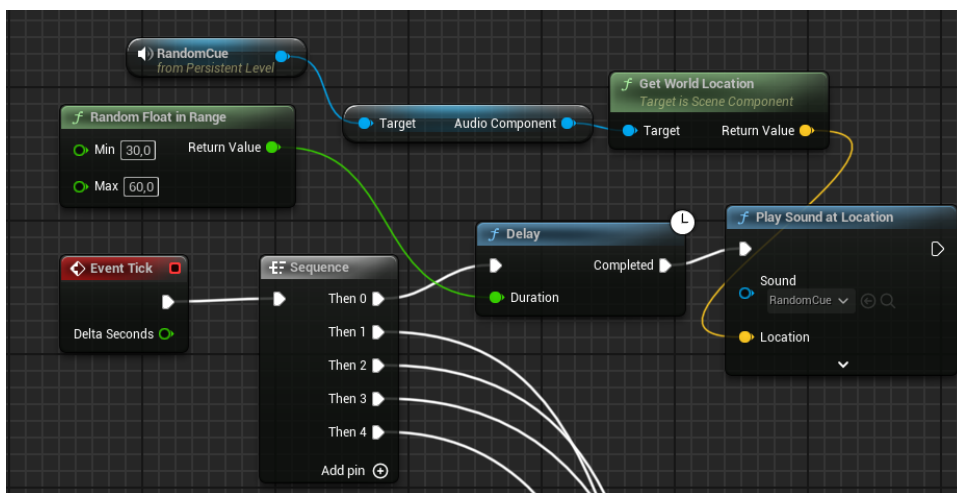 RandomCue
from Persistent Level
f Get World Location
Target is Scene Component
Target Return Value
f Random Float in Range
Min 30,0 Return Value
Max 60,0
Target Audio Component
f Play Sound at Location
Sound
RandomCue
Location
f Delay
Completed
Duration
Event Tick
Delta Seconds
Sequence
Then 0
Then 1
Then 2
Then 3
Then 4
Add pin